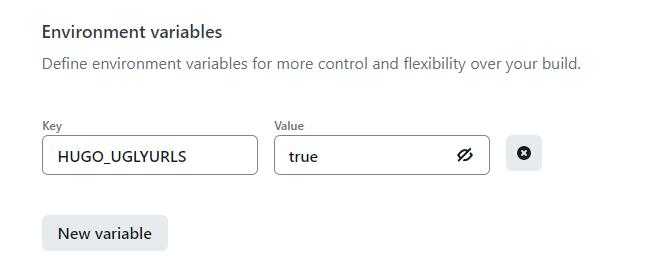 Environment variables
Define environment variables for more control and flexibility over your build.
Key Value
HUGO_UGLYURLS true
New variable